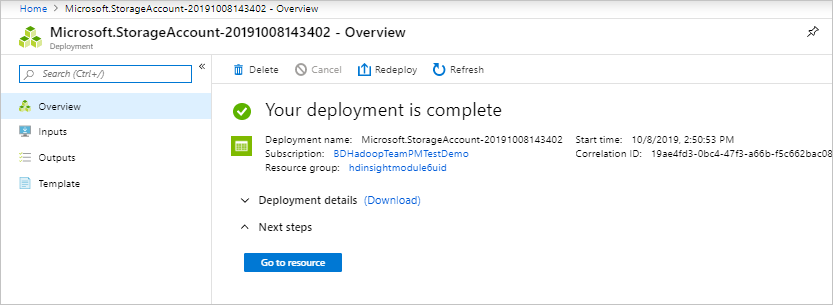 Home > Microsoft.StorageAccount-20191008143402 - Overview
Microsoft.StorageAccount-20191008143402 - Overview
Deployment
Search (Ctrl+/)
«
Delete
Cancel
Redeploy
Refresh
Overview
Inputs
Outputs
Template
Your deployment is complete
Deployment name: Microsoft.StorageAccount-20191008143402
Subscription: BDHadoopTeamPMTestDemo
Resource group: hdinsightmodule6uid
Start time: 10/8/2019, 2:50:53 PM
Correlation ID: 19ae4fd3-0bc4-47f3-a66b-f5c662bac08
Deployment details (Download)
Next steps
Go to resource